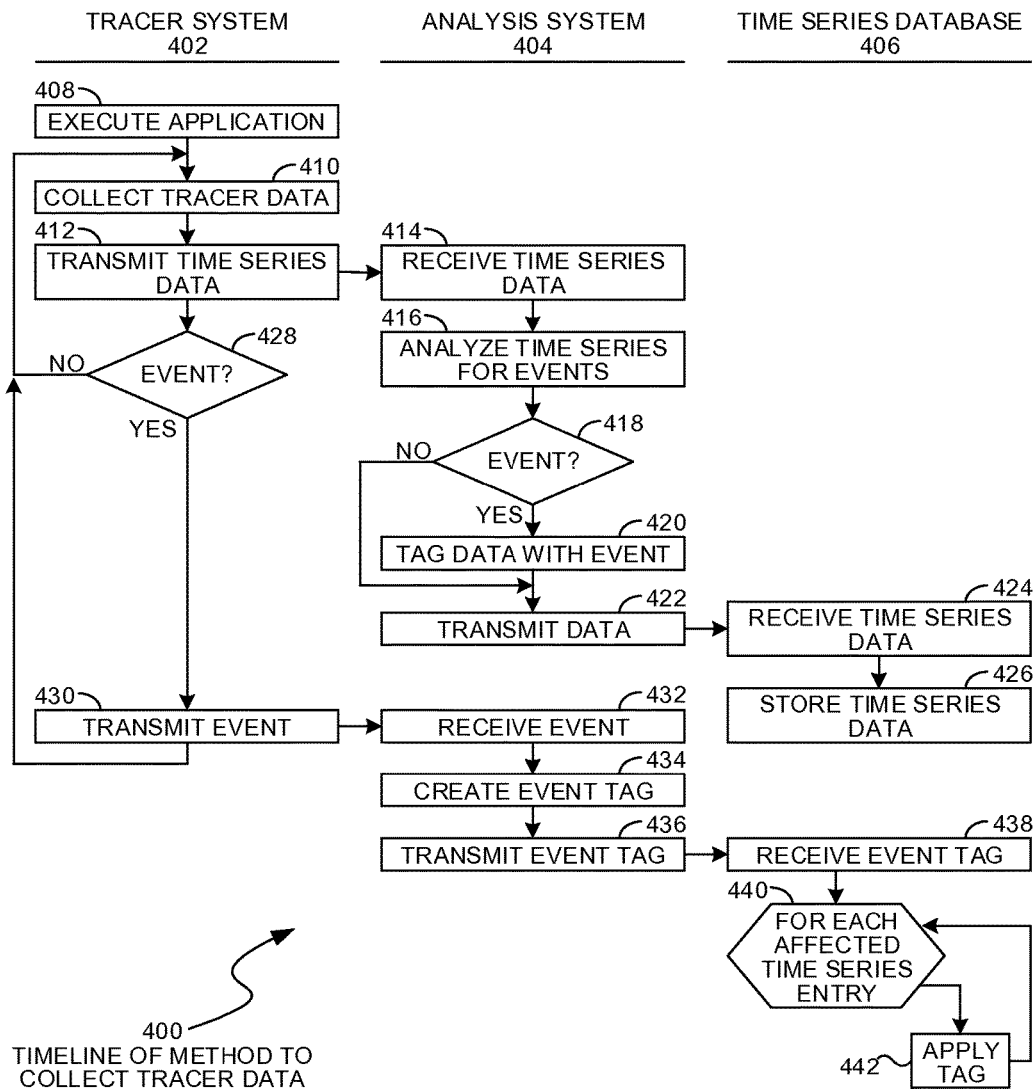 TRACER SYSTEM
402
ANALYSIS SYSTEM
404
TIME SERIES DATABASE
406
408
EXECUTE APPLICATION
410
COLLECT TRACER DATA
412
TRANSMIT TIME SERIES
DATA
414
RECEIVE TIME SERIES
DATA
416
ANALYZE TIME SERIES
FOR EVENTS
428
NO
EVENT?
YES
418
NO
EVENT?
YES
420
TAG DATA WITH EVENT
422
TRANSMIT DATA
424
RECEIVE TIME SERIES
DATA
426
STORE TIME SERIES
DATA
430
TRANSMIT EVENT
432
RECEIVE EVENT
434
CREATE EVENT TAG
436
TRANSMIT EVENT TAG
438
RECEIVE EVENT TAG
440
FOR EACH
AFFECTED
TIME SERIES
ENTRY
442
APPLY
TAG
400
TIMELINE OF METHOD TO
COLLECT TRACER DATA